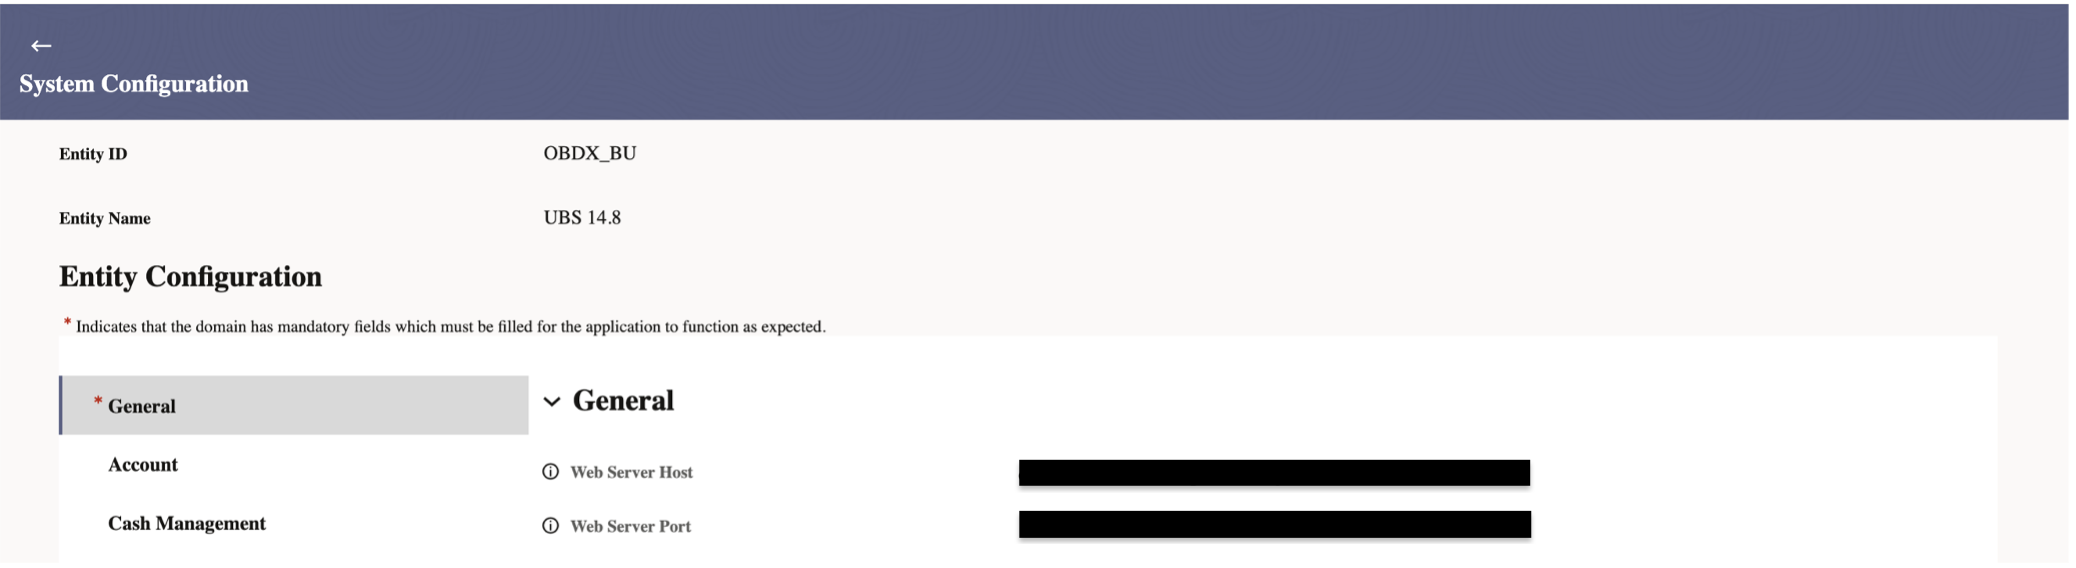 System Configuration
Entity ID OBDX_BU
Entity Name UBS 14.8
Entity Configuration
* Indicates that the domain has mandatory fields which must be filled for the application to function as expected.
* General
Account
Cash Management
General
Web Server Host
Web Server Port